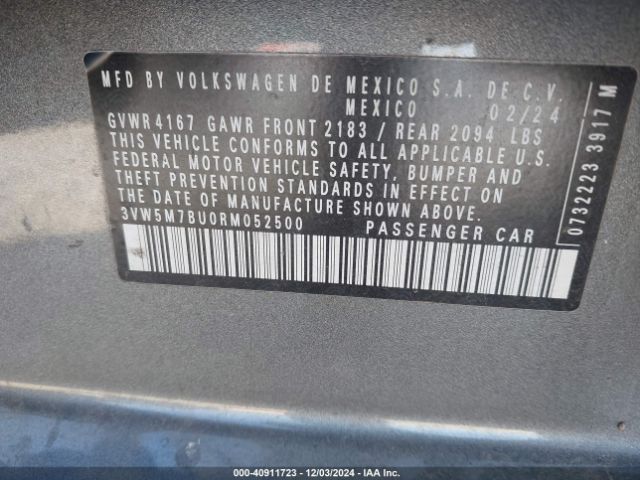 MFD BY VOLKSWAGEN DE MEXICO S.A. DE C.V.
MEXICO 02/24
GVWR 4167 GAWR FRONT 2183 / REAR 2094 LBS
THIS VEHICLE CONFORMS TO ALL APPLICABLE U.S.
FEDERAL MOTOR VEHICLE SAFETY, BUMPER AND
THEFT PREVENTION STANDARDS IN EFFECT ON
THE DATE OF MANUFACTURE SHOWN ABOVE.
3VW5M7BU0RM052500 PASSENGER CAR
0732223 3917 M
000-40911723 - 12/03/2024 - IAA Inc.